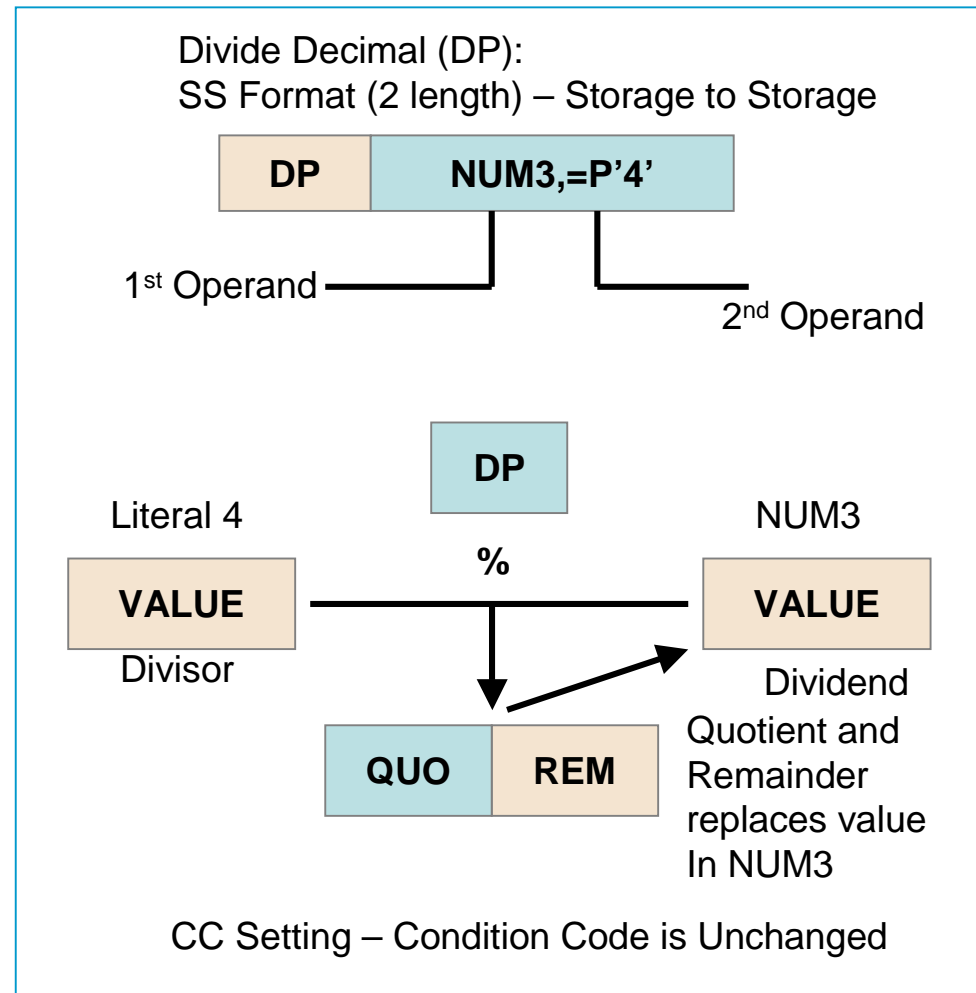 Divide Decimal (DP):
SS Format (2 length) – Storage to Storage
DP NUM3,=P’4’
1st Operand
2nd Operand
DP
Literal 4 NUM3
%
VALUE VALUE
Divisor
Dividend
QUO REM
Quotient and
Remainder
replaces value
In NUM3
CC Setting – Condition Code is Unchanged